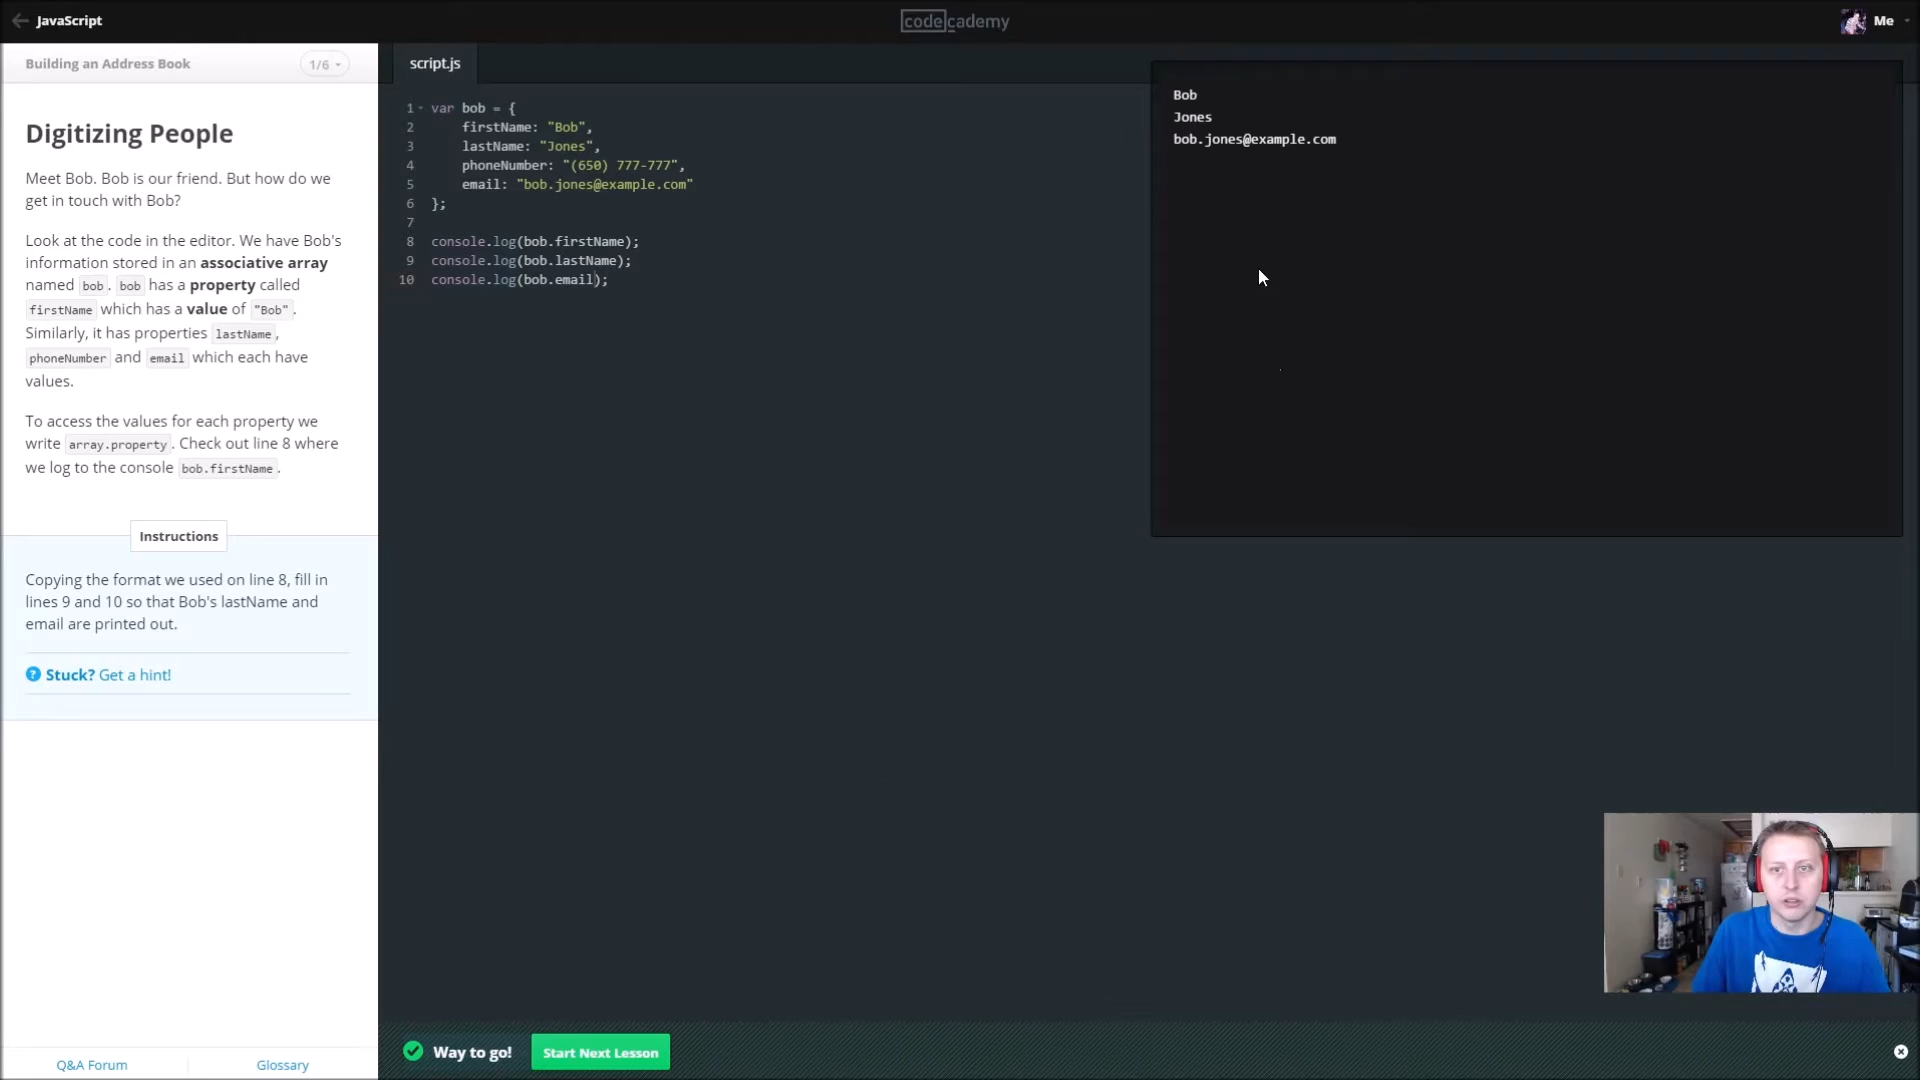 JavaScript
codecademy
Me
Building an Address Book
1/6
script.js
Digitizing People
Meet Bob. Bob is our friend. But how do we
get in touch with Bob?
Look at the code in the editor. We have Bob's
information stored in an associative array
named bob. bob has a property called
firstName which has a value of "Bob".
Similarly, it has properties lastName,
phoneNumber and email which each have
values.
To access the values for each property we
write array.property. Check out line 8 where
we log to the console bob.firstName.
Instructions
Copying the format we used on line 8, fill in
lines 9 and 10 so that Bob's lastName and
email are printed out.
? Stuck? Get a hint!
Q&A Forum
Glossary
1 var bob = {
2 firstName: "Bob",
3 lastName: "Jones",
4 phoneNumber: "(650) 777-777",
5 email: "bob.jones@example.com"
6 };
7
8 console.log(bob.firstName);
9 console.log(bob.lastName);
10 console.log(bob.email);
Bob
Jones
bob.jones@example.com
Way to go!
Start Next Lesson